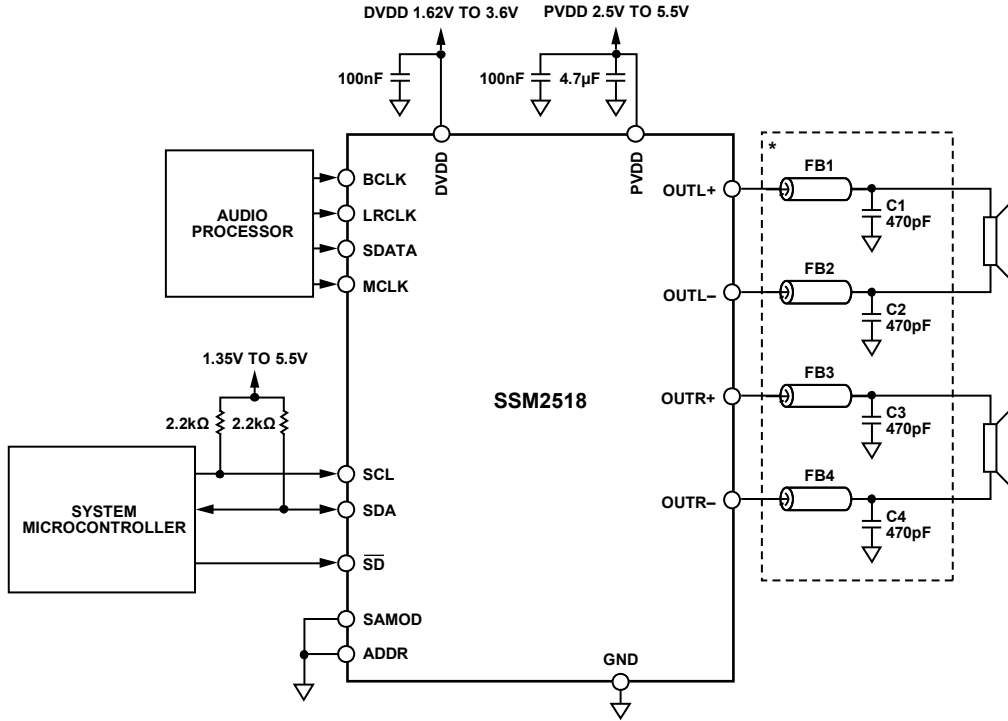 DVDD 1.62V TO 3.6V
PVDD 2.5V TO 5.5V
100nF
100nF
4.7µF
DVDD
PVDD
AUDIO
PROCESSOR
BCLK
LRCLK
SDATA
MCLK
1.35V TO 5.5V
2.2kΩ
2.2kΩ
SYSTEM
MICROCONTROLLER
SCL
SDA
SD
SAMOD
ADDR
SSM2518
GND
OUTL+
OUTL–
OUTR+
OUTR–
*
FB1
C1
470pF
FB2
C2
470pF
FB3
C3
470pF
FB4
C4
470pF